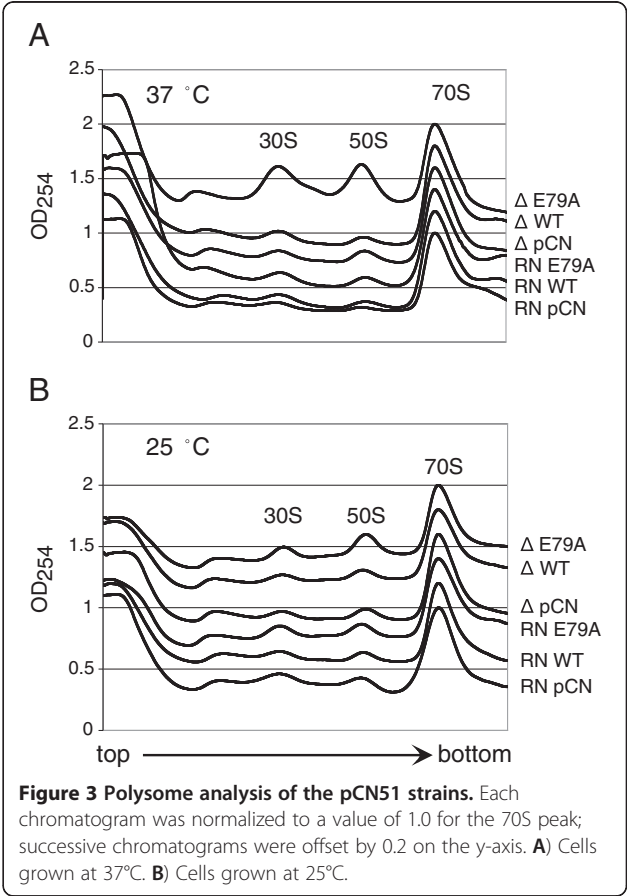 A
2.5
37 °C
70S
2
30S
50S
1.5
OD254
Δ E79A
Δ WT
1
Δ pCN
RN E79A
0.5
RN WT
RN pCN
0
B
2.5
25 °C
70S
2
30S
50S
1.5
OD254
Δ E79A
Δ WT
1
Δ pCN
RN E79A
0.5
RN WT
RN pCN
0
top
bottom
Figure 3 Polysome analysis of the pCN51 strains. Each
chromatogram was normalized to a value of 1.0 for the 70S peak;
successive chromatograms were offset by 0.2 on the y-axis. A) Cells
grown at 37°C. B) Cells grown at 25°C.